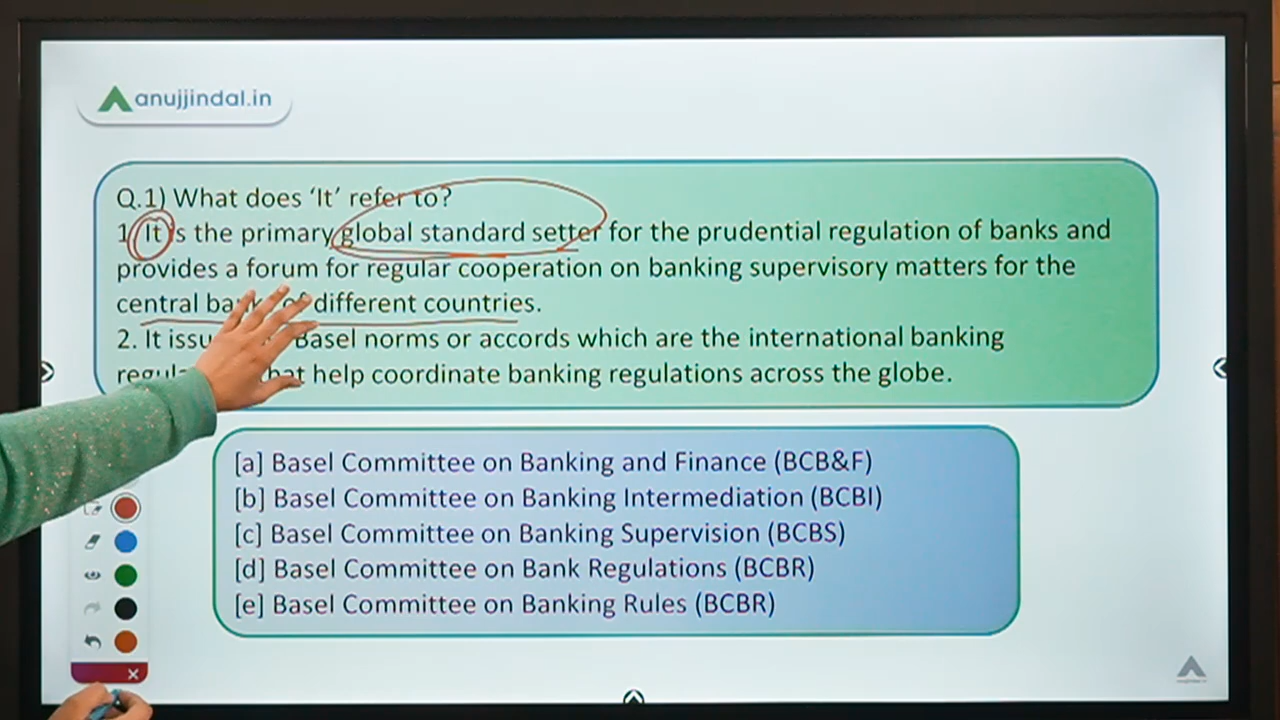 anujjindal.in
Q.1) What does ‘It’ refer to?
1. It is the primary global standard setter for the prudential regulation of banks and
provides a forum for regular cooperation on banking supervisory matters for the
central of different countries.
2. It Basel norms or accords which are the international banking
help coordinate banking regulations across the globe.
[a] Basel Committee on Banking and Finance (BCB&F)
[b] Basel Committee on Banking Intermediation (BCBI)
[c] Basel Committee on Banking Supervision (BCBS)
[d] Basel Committee on Bank Regulations (BCBR)
[e] Basel Committee on Banking Rules (BCBR)